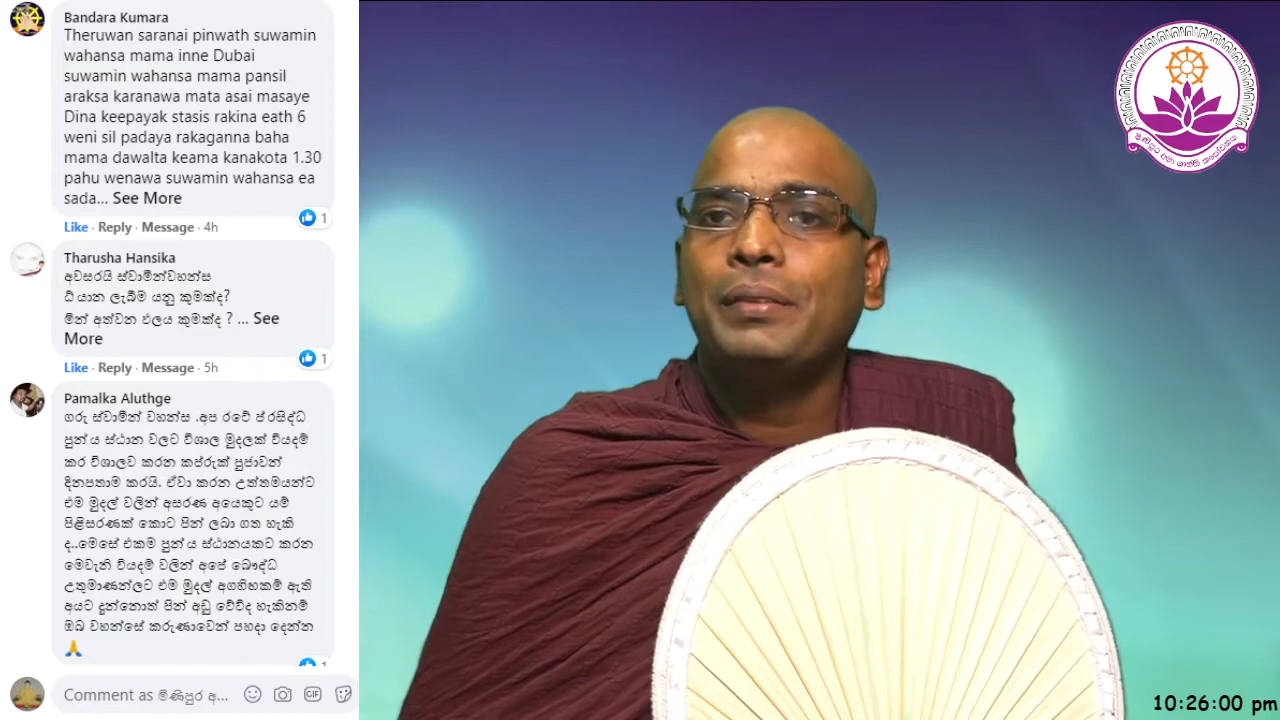 Bandara Kumara
Theruwan saranai pinwath suwamin
wahansa mama inne Dubai
suwamin wahansa mama pansil
araksa karanawa mata asai masaye
Dina keepayak stasis rakina eath 6
weni sil padaya rakaganna baha
mama dawalta keama kanakota 1.30
pahu wenawa suwamin wahansa ea
sada... See More
Like · Reply · Message · 4h
1
Tharusha Hansika
අවසරයි ස්වාමීන්වහන්ස
ධ්‍යාන ලැබීම යනු කුමක්ද?
මින් අත්වන ඵලය කුමක්ද ? ... See
More
Like · Reply · Message · 5h
1
Pamalka Aluthge
ගරු ස්වාමින් වහන්ස .අප රටේ ප්‍රසිද්ධ
පුන්‍ය ස්ථාන වලට විශාල මුදලක් වියදම්
කර විශාලව කරන කප්රුක් පුජාවන්
දිනපතාම කරයි. ඒවා කරන උත්තමයන්ට
එම මුදල් වලින් අසරණ අයෙකුට යම්
පිළිසරණක් කොට පින් ලබා ගත හැකි
ද..මෙසේ එකම පුන්‍ය ස්ථානයකට කරන
මෙවැනි වියදම් වලින් අපේ බෞද්ධ
උතුමාණන්ලට එම මුදල් අගහිඟකම් ඇති
අයට දුන්නොත් පින් අඩු වේවිද හැකිනම්
ඔබ වහන්සේ කරුණාවෙන් පහදා දෙන්න
🙏
1
Comment as මිණිපුර අ...
GIF
මිණිපුර අමා ශාන්ති තපෝවනය
10:26:00 pm